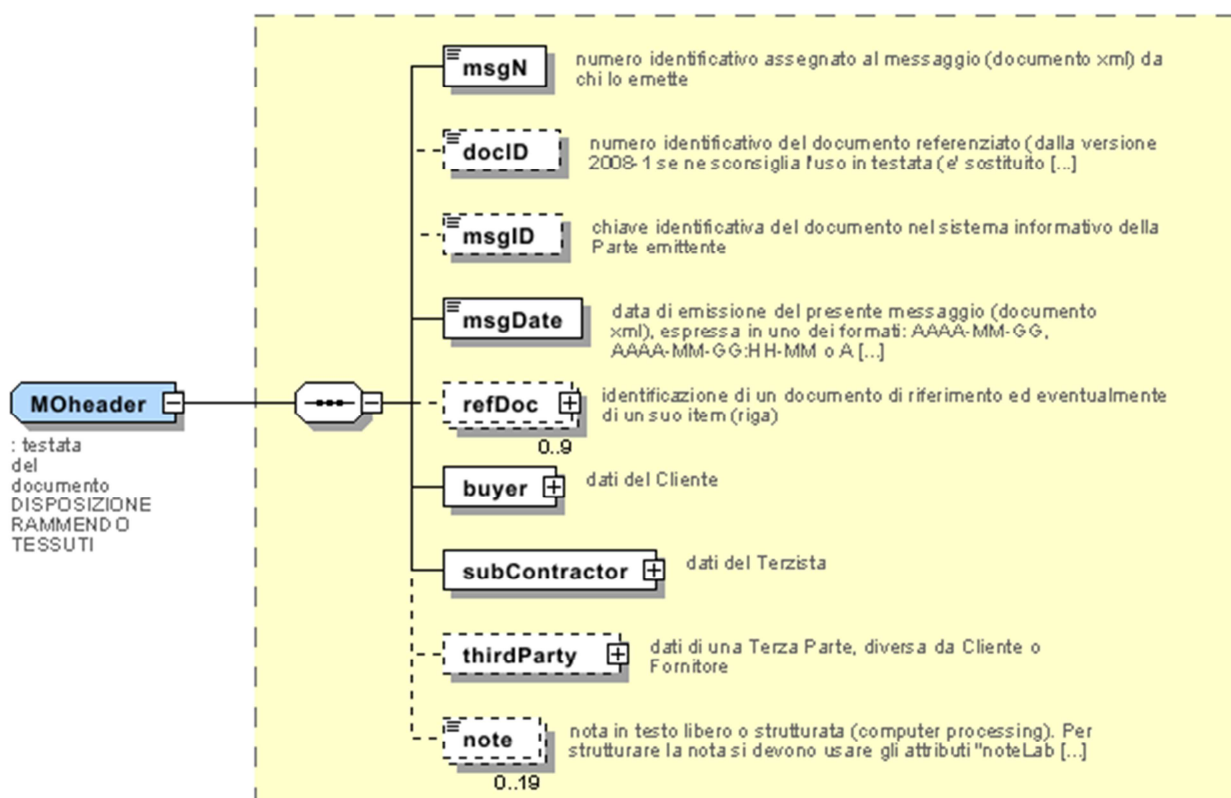 msgN
numero identificativo assegnato al messaggio (documento xml) da
chi lo emette
docID
numero identificativo del documento referenziato (dalla versione
2008-1 se ne sconsiglia l'uso in testata (e' sostituito [...]
msgID
chiave identificativa del documento nel sistema informativo della
Parte emittente
msgDate
data di emissione del presente messaggio (documento
xml), espressa in uno dei formati: AAAA-MM-GG,
AAAA-MM-GG:HH-MM o A [...]
MOheader
: testata
del
documento
DISPOSIZIONE
RAMMENDO
TESSUTI
refDoc
0..9
identificazione di un documento di riferimento ed eventualmente
di un suo item (riga)
buyer
dati del Cliente
subContractor
dati del Terzista
thirdParty
dati di una Terza Parte, diversa da Cliente o
Fornitore
note
0..19
nota in testo libero o strutturata (computer processing). Per
strutturare la nota si devono usare gli attributi "noteLab [...]